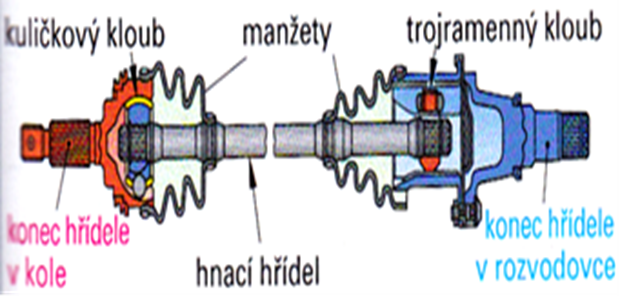 kuličkový kloub
manžety
trojramenný kloub
konec hřídele
v kole
hnací hřídel
konec hřídele
v rozvodovce